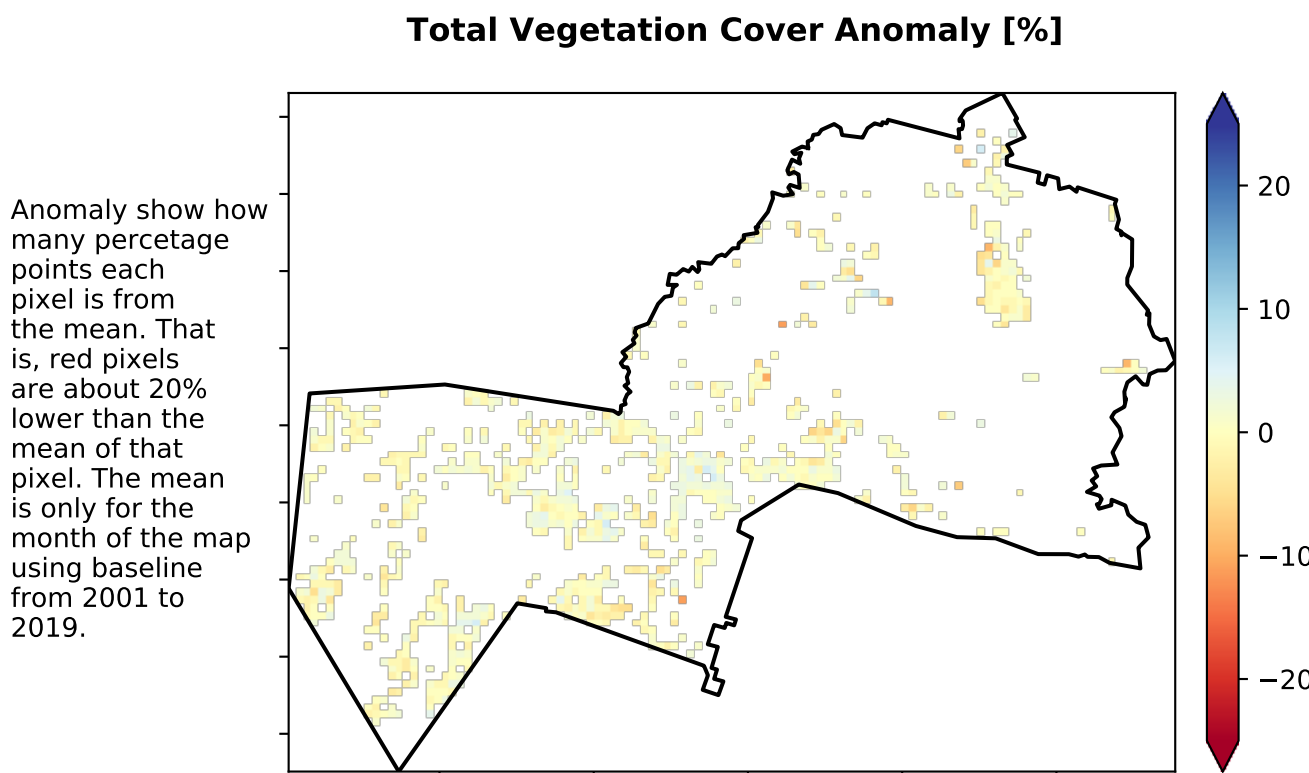 Total Vegetation Cover Anomaly [%]
Anomaly show how
many percetage
points each
pixel is from
the mean. That
is, red pixels
are about 20%
lower than the
mean of that
pixel. The mean
is only for the
month of the map
using baseline
from 2001 to
2019.
20
10
0
−10
−20